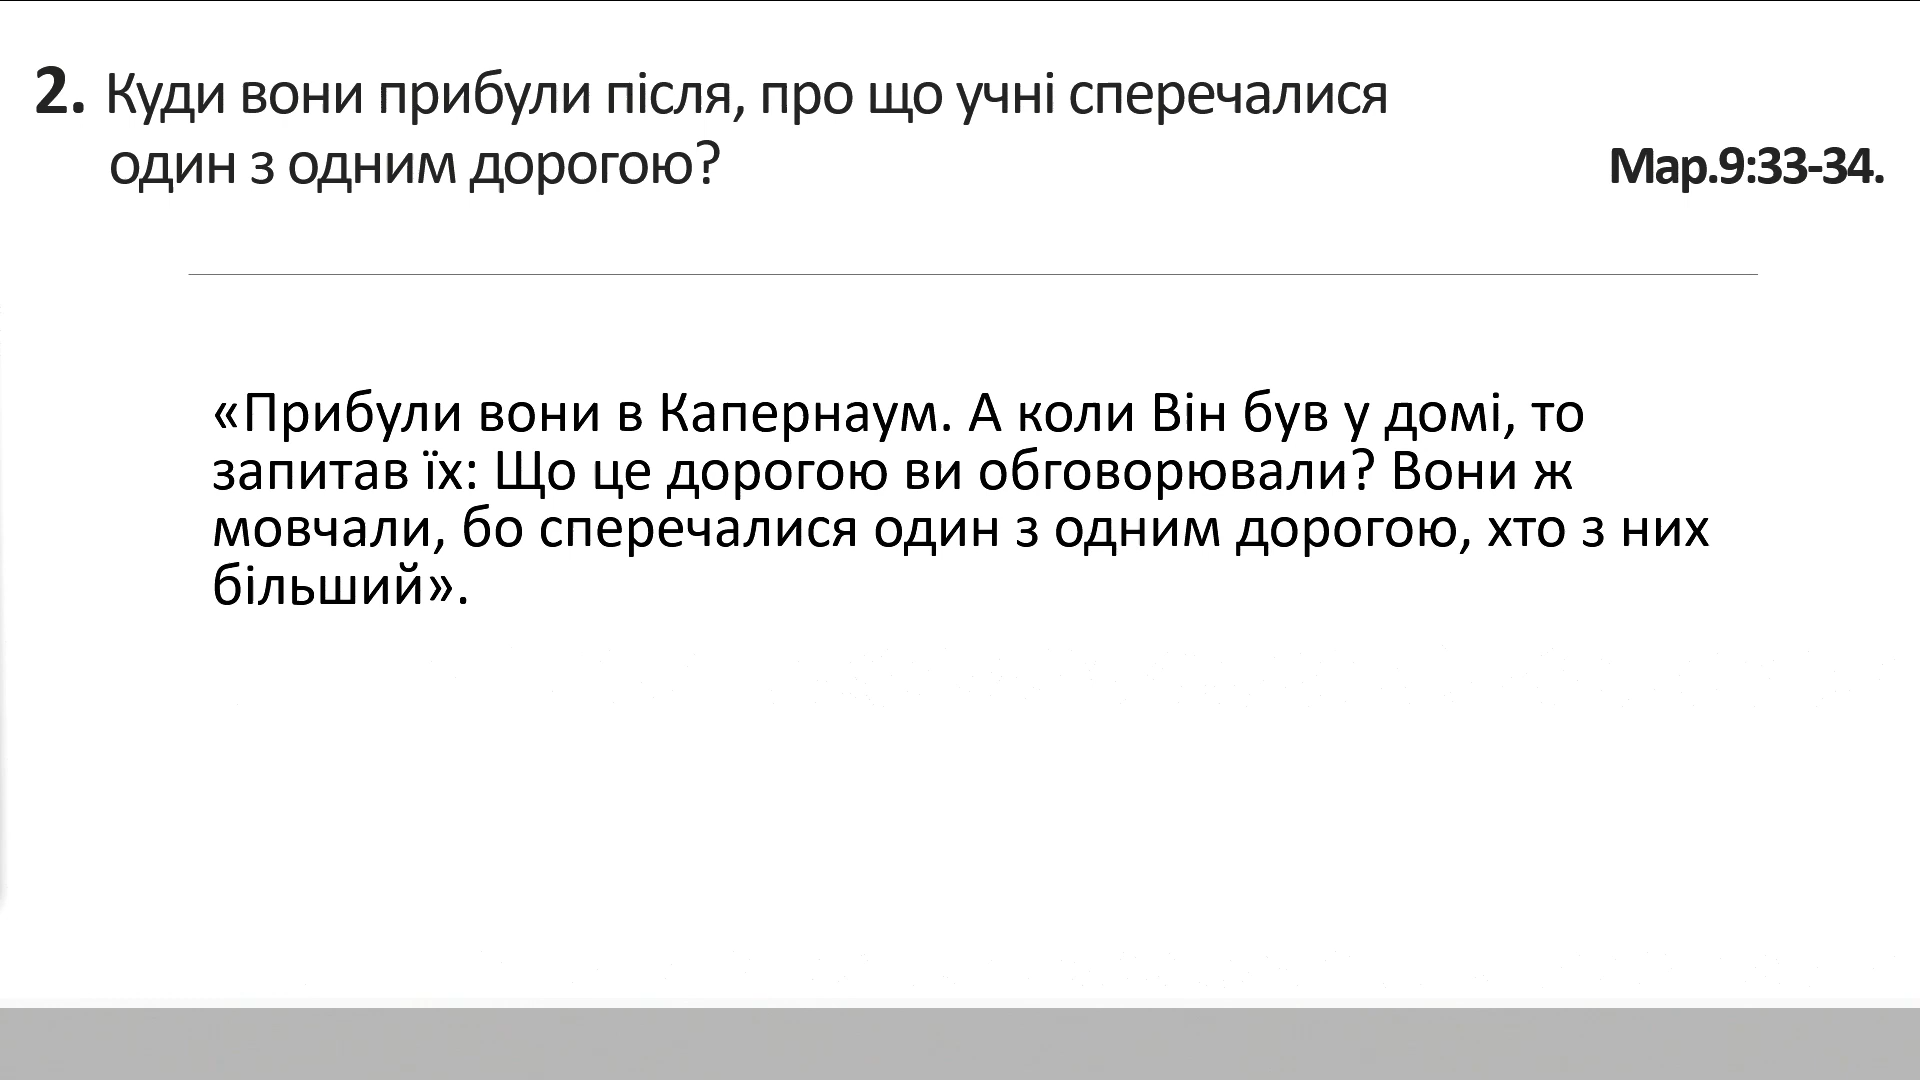 2. Куди вони прибули після, про що учні сперечалися
один з одним дорогою? Мар.9:33-34.
«Прибули вони в Капернаум. А коли Він був у домі, то
запитав їх: Що це дорогою ви обговорювали? Вони ж
мовчали, бо сперечалися один з одним дорогою, хто з них
більший».